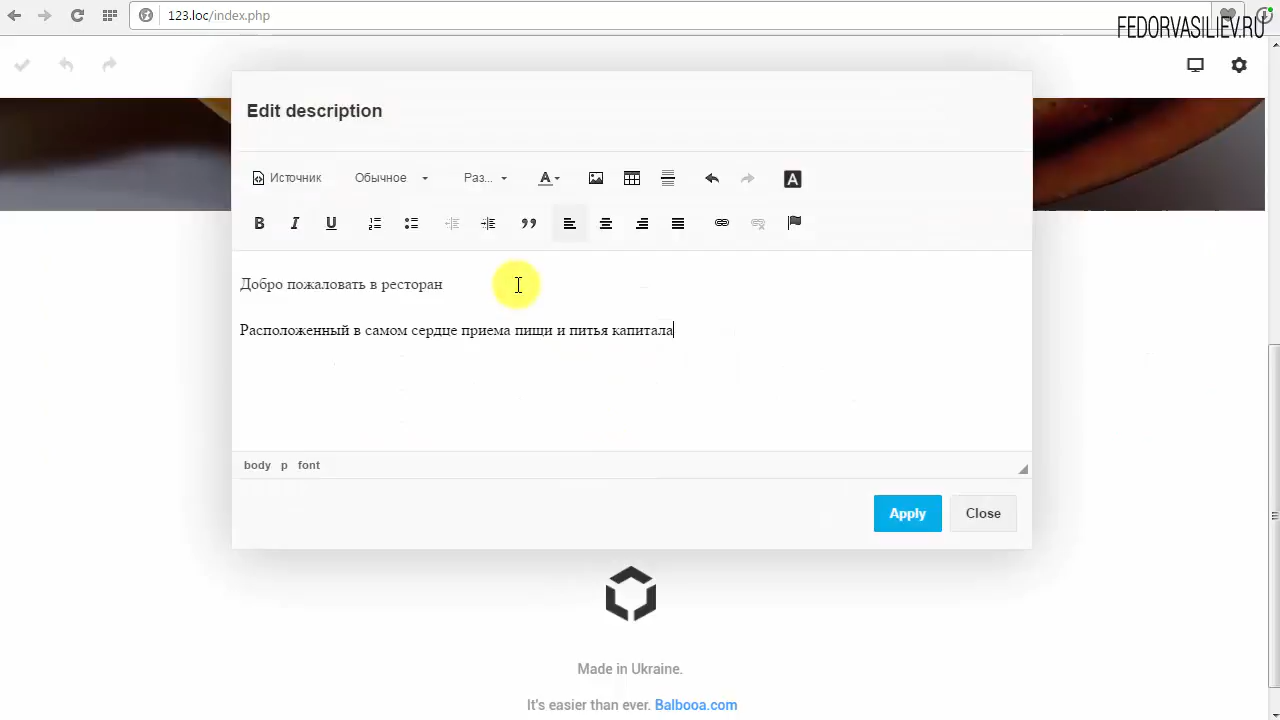 123.loc/index.php
FEDORVASILIEV.RU
Edit description
Источник Обычное Раз...
Добро пожаловать в ресторан
Расположенный в самом сердце приема пищи и питья капитала
body p font
Apply Close
Made in Ukraine.
It's easier than ever. Balbooa.com